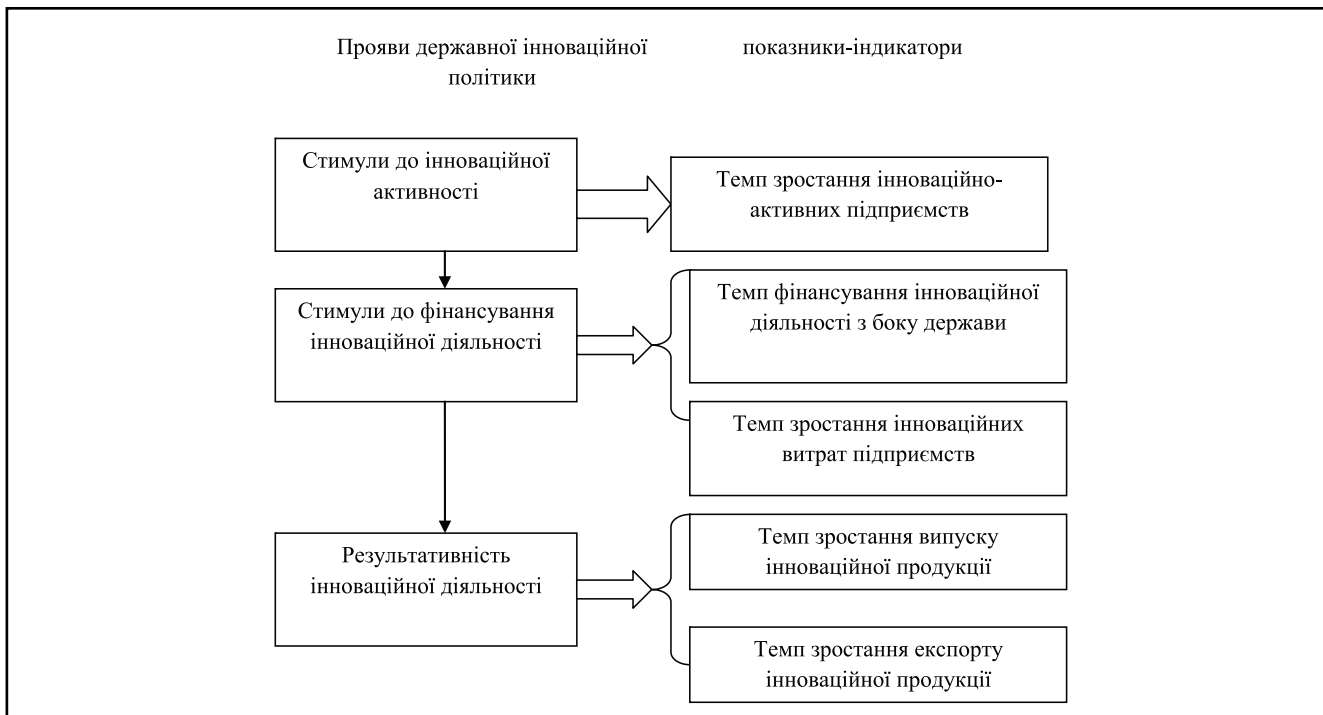 Прояви державної інноваційної
політики
показники-індикатори
Стимули до інноваційної
активності
Темп зростання інноваційно-
активних підприємств
Стимули до фінансування
інноваційної діяльності
Темп фінансування інноваційної
діяльності з боку держави
Темп зростання інноваційних
витрат підприємств
Результативність
інноваційної діяльності
Темп зростання випуску
інноваційної продукції
Темп зростання експорту
інноваційної продукції